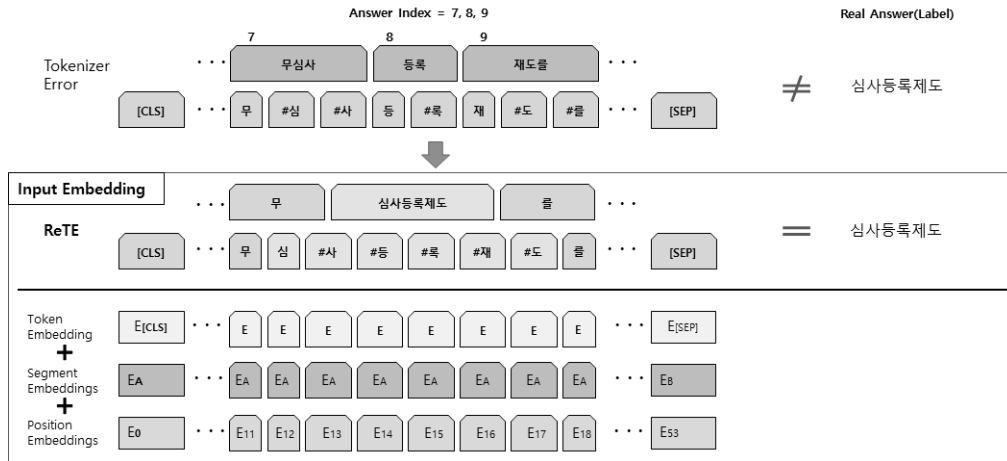 Answer Index = 7, 8, 9 Real Answer(Label)
7 8 9
Tokenizer Error
· · · 무심사 등록 재도를 · · ·
≠ 심사등록제도
[CLS] · · · 무 #심 #사 등 #록 재 #도 #를 · · · [SEP]
Input Embedding
· · · 무 심사등록제도 를 · · ·
ReTE
= 심사등록제도
[CLS] · · · 무 심 #사 #등 #록 #재 #도 를 · · · [SEP]
Token Embedding
E[CLS] · · · E E E E E E E E · · · E[SEP]
+
Segment Embeddings
EA · · · EA EA EA EA EA EA EA EA · · · EB
+
Position Embeddings
E0 · · · E11 E12 E13 E14 E15 E16 E17 E18 · · · E53